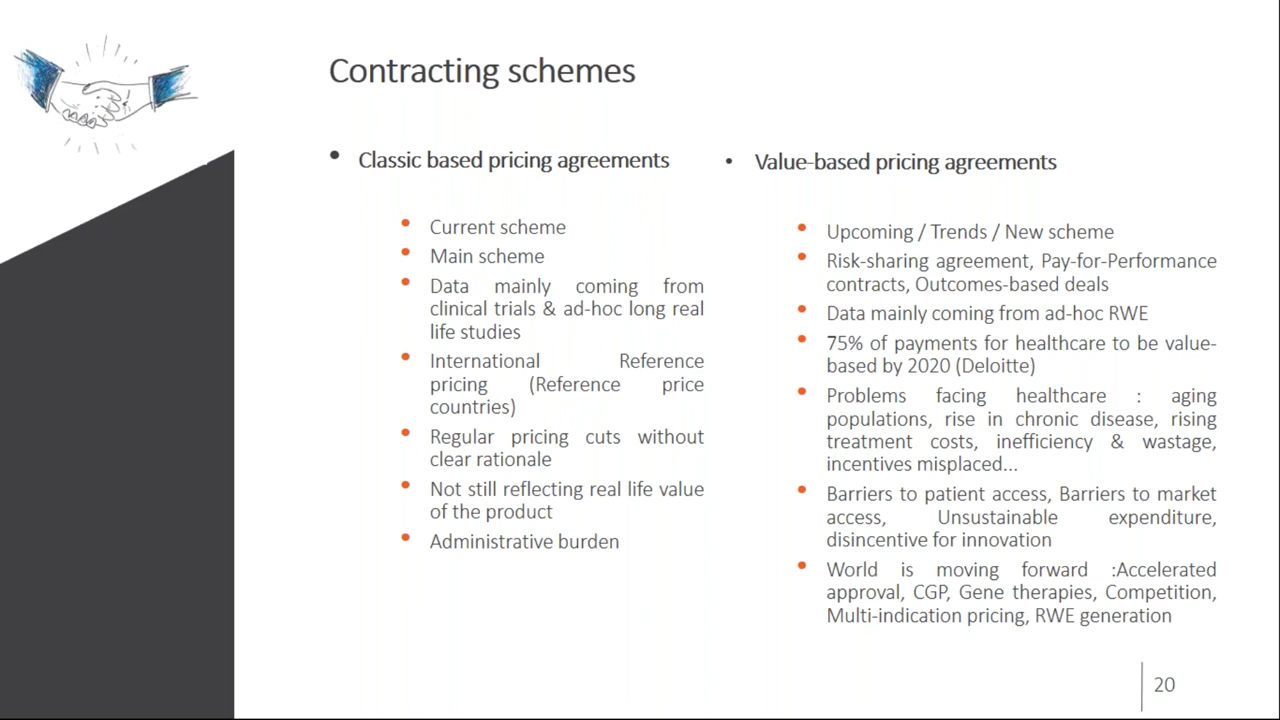 Contracting schemes
• Classic based pricing agreements
• Current scheme
• Main scheme
• Data mainly coming from
clinical trials & ad-hoc long real
life studies
• International Reference
pricing (Reference price
countries)
• Regular pricing cuts without
clear rationale
• Not still reflecting real life value
of the product
• Administrative burden
• Value-based pricing agreements
• Upcoming / Trends / New scheme
• Risk-sharing agreement, Pay-for-Performance
contracts, Outcomes-based deals
• Data mainly coming from ad-hoc RWE
• 75% of payments for healthcare to be value-
based by 2020 (Deloitte)
• Problems facing healthcare : aging
populations, rise in chronic disease, rising
treatment costs, inefficiency & wastage,
incentives misplaced...
• Barriers to patient access, Barriers to market
access, Unsustainable expenditure,
disincentive for innovation
• World is moving forward :Accelerated
approval, CGP, Gene therapies, Competition,
Multi-indication pricing, RWE generation
20